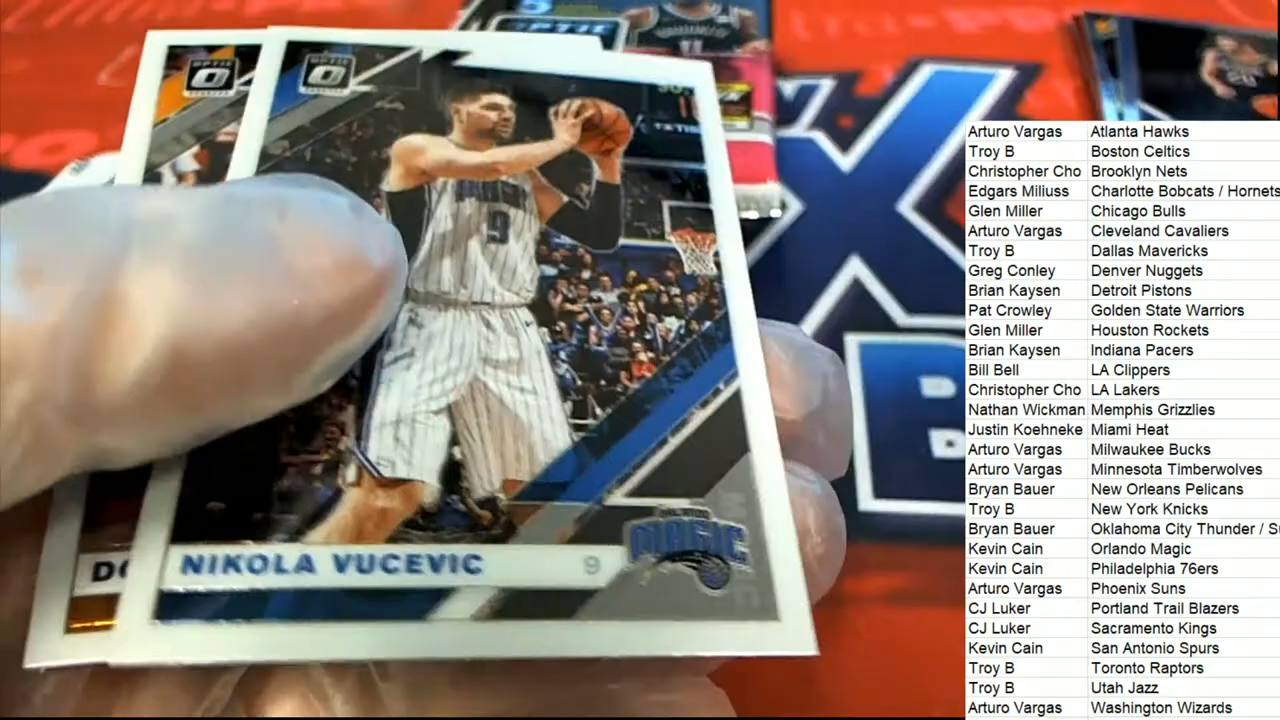 OPTIC
OPTIC
OPTIC
9
NIKOLA VUCEVIC 9
MAGIC
Arturo Vargas Atlanta Hawks
Troy B Boston Celtics
Christopher Cho Brooklyn Nets
Edgars Miliuss Charlotte Bobcats / Hornets
Glen Miller Chicago Bulls
Arturo Vargas Cleveland Cavaliers
Troy B Dallas Mavericks
Greg Conley Denver Nuggets
Brian Kaysen Detroit Pistons
Pat Crowley Golden State Warriors
Glen Miller Houston Rockets
Brian Kaysen Indiana Pacers
Bill Bell LA Clippers
Christopher Cho LA Lakers
Nathan Wickman Memphis Grizzlies
Justin Koehneke Miami Heat
Arturo Vargas Milwaukee Bucks
Arturo Vargas Minnesota Timberwolves
Bryan Bauer New Orleans Pelicans
Troy B New York Knicks
Bryan Bauer Oklahoma City Thunder / S
Kevin Cain Orlando Magic
Kevin Cain Philadelphia 76ers
Arturo Vargas Phoenix Suns
CJ Luker Portland Trail Blazers
CJ Luker Sacramento Kings
Kevin Cain San Antonio Spurs
Troy B Toronto Raptors
Troy B Utah Jazz
Arturo Vargas Washington Wizards